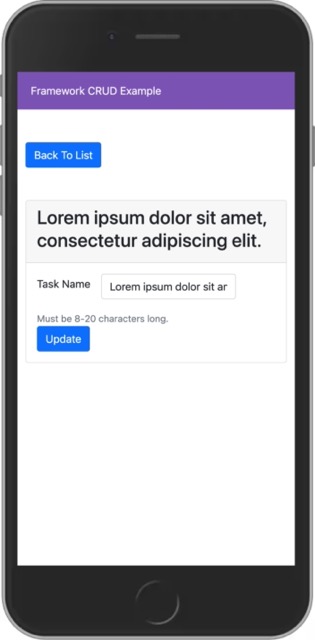 Framework CRUD Example
Back To List
Lorem ipsum dolor sit amet,
consectetur adipiscing elit.
Task Name
Lorem ipsum dolor sit ar
Must be 8-20 characters long.
Update